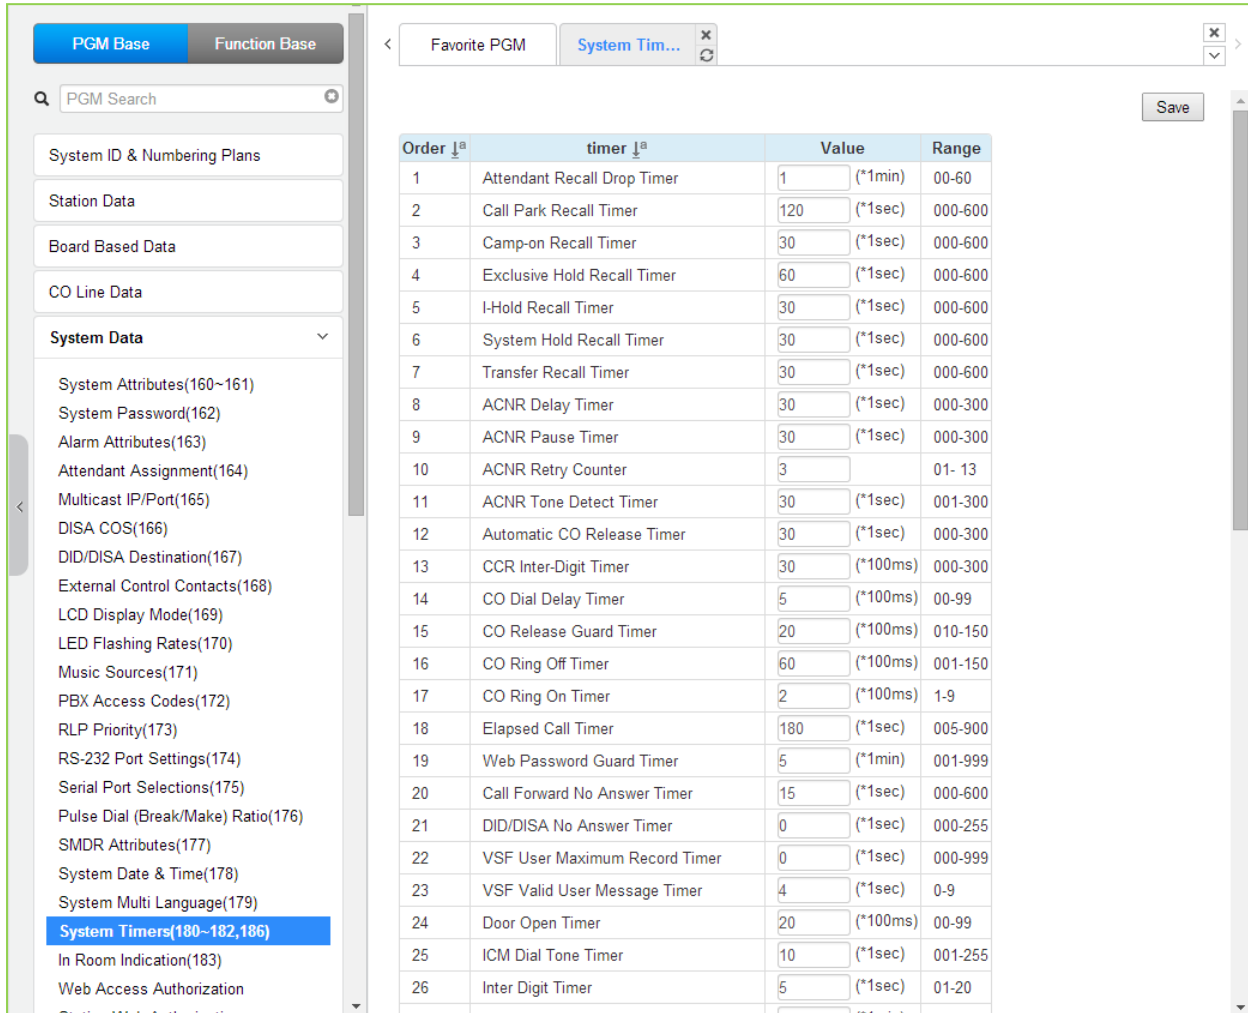 PGM Base Function Base
PGM Search
System ID & Numbering Plans
Station Data
Board Based Data
CO Line Data
System Data
System Attributes(160~161)
System Password(162)
Alarm Attributes(163)
Attendant Assignment(164)
Multicast IP/Port(165)
DISA COS(166)
DID/DISA Destination(167)
External Control Contacts(168)
LCD Display Mode(169)
LED Flashing Rates(170)
Music Sources(171)
PBX Access Codes(172)
RLP Priority(173)
RS-232 Port Settings(174)
Serial Port Selections(175)
Pulse Dial (Break/Make) Ratio(176)
SMDR Attributes(177)
System Date & Time(178)
System Multi Language(179)
System Timers(180~182,186)
In Room Indication(183)
Web Access Authorization
Favorite PGM System Tim...
Save
Order timer Value Range
1 Attendant Recall Drop Timer 1 (*1min) 00-60
2 Call Park Recall Timer 120 (*1sec) 000-600
3 Camp-on Recall Timer 30 (*1sec) 000-600
4 Exclusive Hold Recall Timer 60 (*1sec) 000-600
5 I-Hold Recall Timer 30 (*1sec) 000-600
6 System Hold Recall Timer 30 (*1sec) 000-600
7 Transfer Recall Timer 30 (*1sec) 000-600
8 ACNR Delay Timer 30 (*1sec) 000-300
9 ACNR Pause Timer 30 (*1sec) 000-300
10 ACNR Retry Counter 3 01- 13
11 ACNR Tone Detect Timer 30 (*1sec) 001-300
12 Automatic CO Release Timer 30 (*1sec) 000-300
13 CCR Inter-Digit Timer 30 (*100ms) 000-300
14 CO Dial Delay Timer 5 (*100ms) 00-99
15 CO Release Guard Timer 20 (*100ms) 010-150
16 CO Ring Off Timer 60 (*100ms) 001-150
17 CO Ring On Timer 2 (*100ms) 1-9
18 Elapsed Call Timer 180 (*1sec) 005-900
19 Web Password Guard Timer 5 (*1min) 001-999
20 Call Forward No Answer Timer 15 (*1sec) 000-600
21 DID/DISA No Answer Timer 0 (*1sec) 000-255
22 VSF User Maximum Record Timer 0 (*1sec) 000-999
23 VSF Valid User Message Timer 4 (*1sec) 0-9
24 Door Open Timer 20 (*100ms) 00-99
25 ICM Dial Tone Timer 10 (*1sec) 001-255
26 Inter Digit Timer 5 (*1sec) 01-20